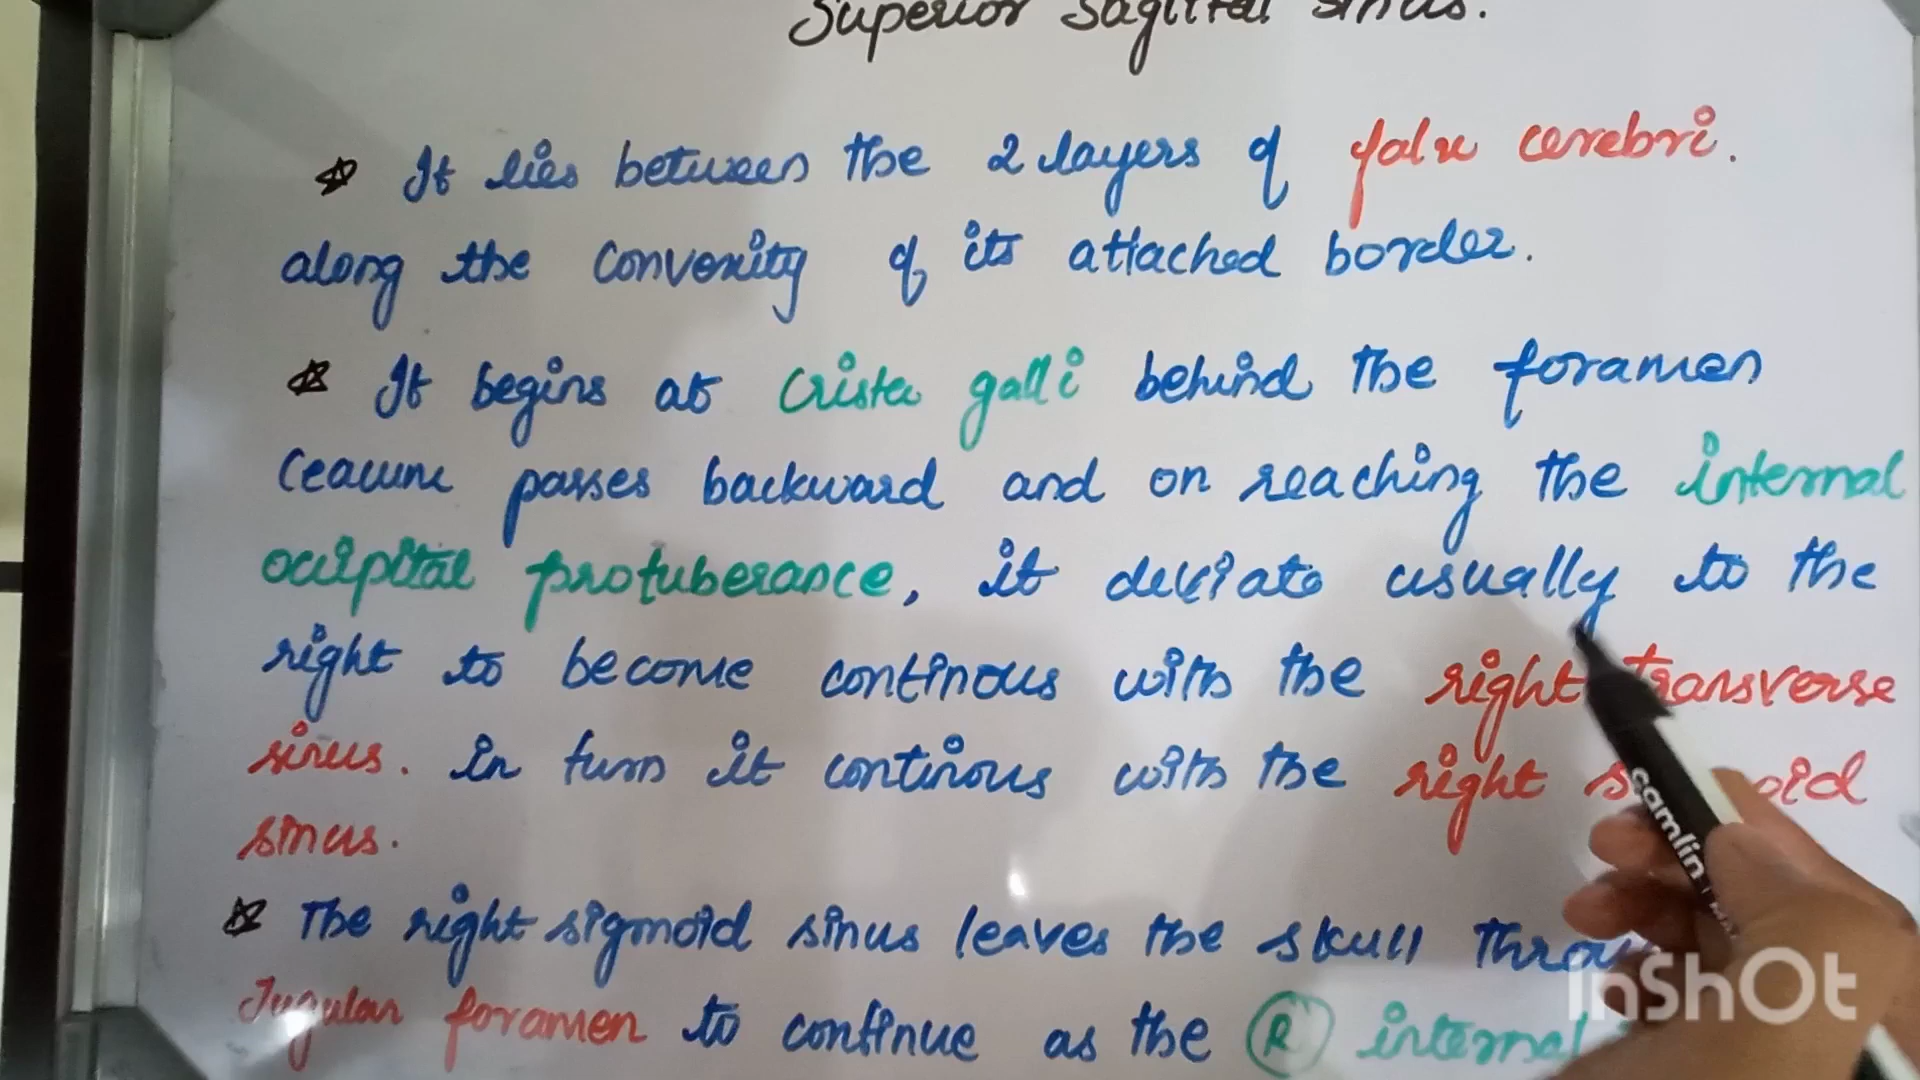 Superior Sagittal sinus.
☆ It lies between the 2 layers of falx cerebri.
along the convexity of its attached border.
☆ It begins at Crista galli behind the foramen
Ceacum passes backward and on reaching the internal
occipital protuberance, it deviate usually to the
right to become continous with the right transverse
sinus. in turn it continous with the right
sinus.
☆ The right sigmoid sinus leaves the skull
Jugular foramen to continue as the R internal
camlin
InShOt